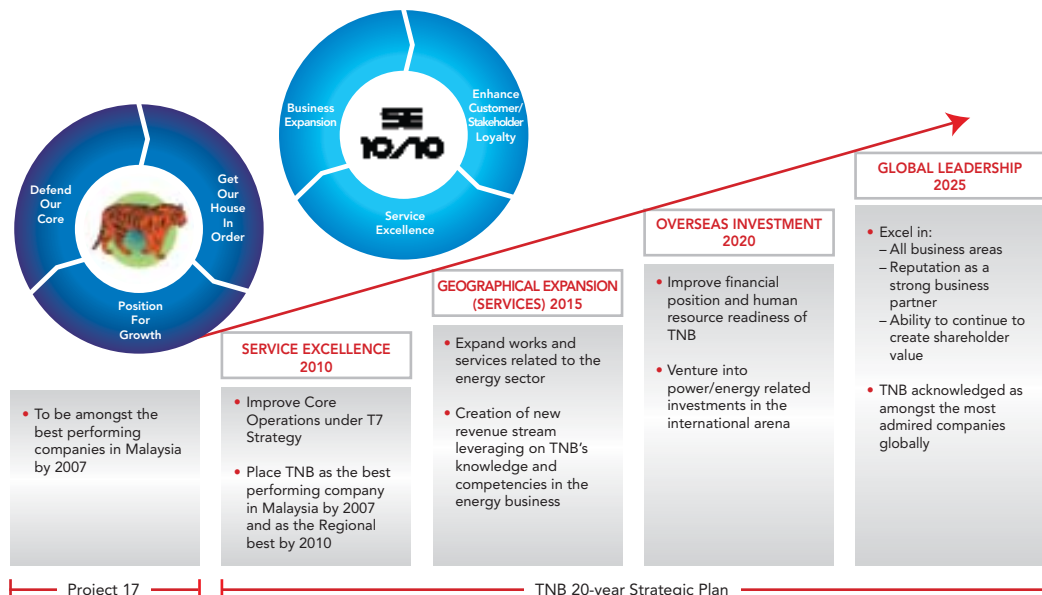 Defend
Our
Core
Get
Our
House
In
Order
Position
For
Growth
Business
Expansion
SE
10/10
Enhance
Customer/
Stakeholder
Loyalty
Service
Excellence
• To be amongst the
best performing
companies in Malaysia
by 2007
SERVICE EXCELLENCE
2010
• Improve Core
Operations under T7
Strategy
• Place TNB as the best
performing company
in Malaysia by 2007
and as the Regional
best by 2010
GEOGRAPHICAL EXPANSION
(SERVICES) 2015
• Expand works and
services related to the
energy sector
• Creation of new
revenue stream
leveraging on TNB's
knowledge and
competencies in the
energy business
OVERSEAS INVESTMENT
2020
• Improve financial
position and human
resource readiness of
TNB
• Venture into
power/energy related
investments in the
international arena
GLOBAL LEADERSHIP
2025
• Excel in:
– All business areas
– Reputation as a
strong business
partner
– Ability to continue to
create shareholder
value
• TNB acknowledged as
amongst the most
admired companies
globally
Project 17
TNB 20-year Strategic Plan